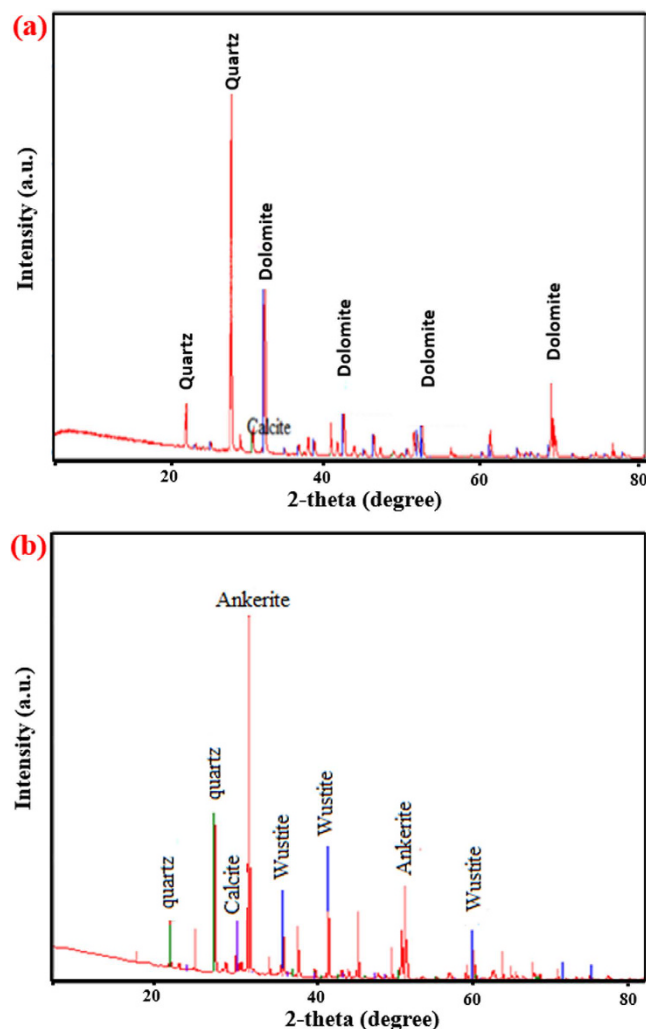 (a)
Quartz
Quartz
Dolomite
Calcite
Dolomite
Dolomite
Dolomite
Intensity (a.u.)
20 40 60 80
2-theta (degree)
(b)
Ankerite
quartz
quartz
Calcite
Wustite
Wustite
Ankerite
Wustite
Intensity (a.u.)
20 40 60 80
2-theta (degree)